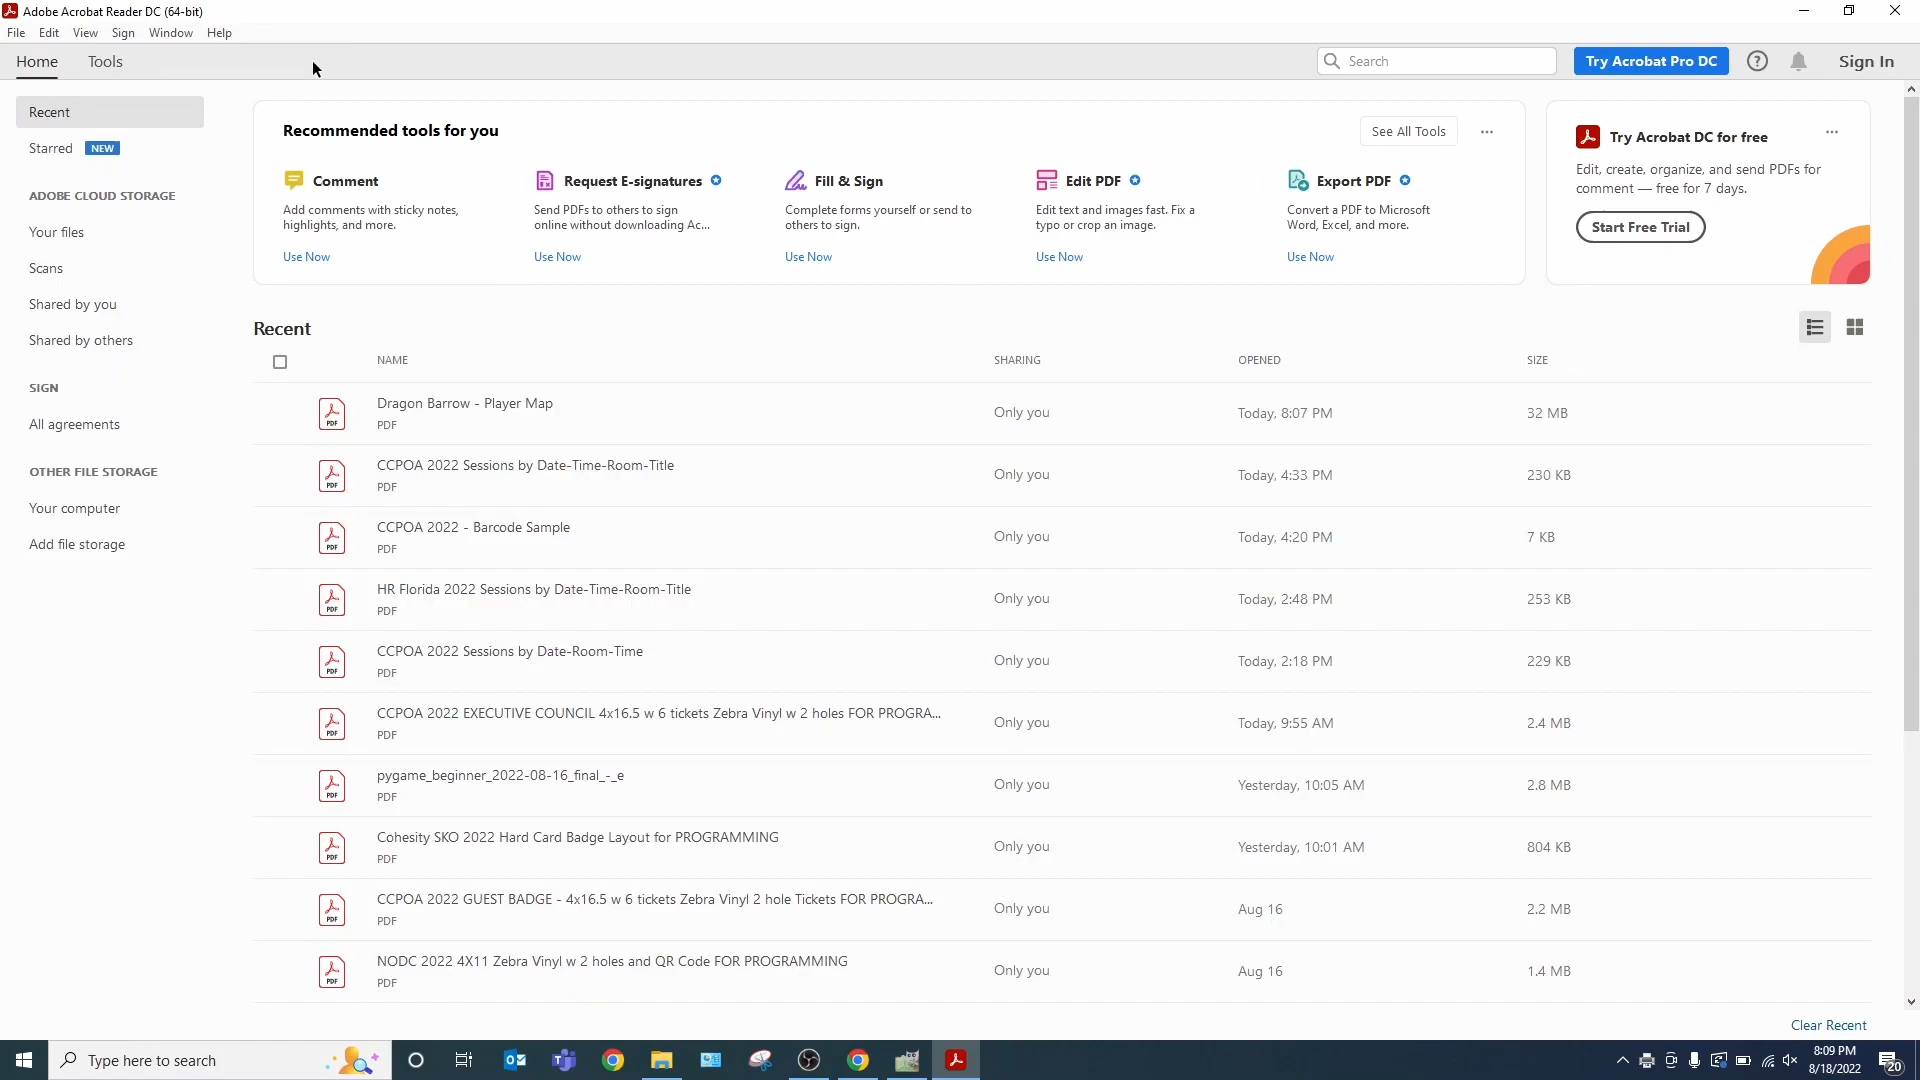 Adobe Acrobat Reader DC (64-bit)
File Edit View Sign Window Help
Home Tools
Search
Try Acrobat Pro DC
Sign In
Recent
Starred NEW
ADOBE CLOUD STORAGE
Your files
Scans
Shared by you
Shared by others
SIGN
All agreements
OTHER FILE STORAGE
Your computer
Add file storage
Recommended tools for you
See All Tools
Comment
Add comments with sticky notes,
highlights, and more.
Use Now
Request E-signatures
Send PDFs to others to sign
online without downloading Ac...
Use Now
Fill & Sign
Complete forms yourself or send to
others to sign.
Use Now
Edit PDF
Edit text and images fast. Fix a
typo or crop an image.
Use Now
Export PDF
Convert a PDF to Microsoft
Word, Excel, and more.
Use Now
Try Acrobat DC for free
Edit, create, organize, and send PDFs for
comment — free for 7 days.
Start Free Trial
Recent
NAME SHARING OPENED SIZE
Dragon Barrow - Player Map
PDF
Only you Today, 8:07 PM 32 MB
CCPOA 2022 Sessions by Date-Time-Room-Title
PDF
Only you Today, 4:33 PM 230 KB
CCPOA 2022 - Barcode Sample
PDF
Only you Today, 4:20 PM 7 KB
HR Florida 2022 Sessions by Date-Time-Room-Title
PDF
Only you Today, 2:48 PM 253 KB
CCPOA 2022 Sessions by Date-Room-Time
PDF
Only you Today, 2:18 PM 229 KB
CCPOA 2022 EXECUTIVE COUNCIL 4x16.5 w 6 tickets Zebra Vinyl w 2 holes FOR PROGRA...
PDF
Only you Today, 9:55 AM 2.4 MB
pygame_beginner_2022-08-16_final_-_e
PDF
Only you Yesterday, 10:05 AM 2.8 MB
Cohesity SKO 2022 Hard Card Badge Layout for PROGRAMMING
PDF
Only you Yesterday, 10:01 AM 804 KB
CCPOA 2022 GUEST BADGE - 4x16.5 w 6 tickets Zebra Vinyl 2 hole Tickets FOR PROGRA...
PDF
Only you Aug 16 2.2 MB
NODC 2022 4X11 Zebra Vinyl w 2 holes and QR Code FOR PROGRAMMING
PDF
Only you Aug 16 1.4 MB
Clear Recent
Type here to search
8:09 PM
8/18/2022
20